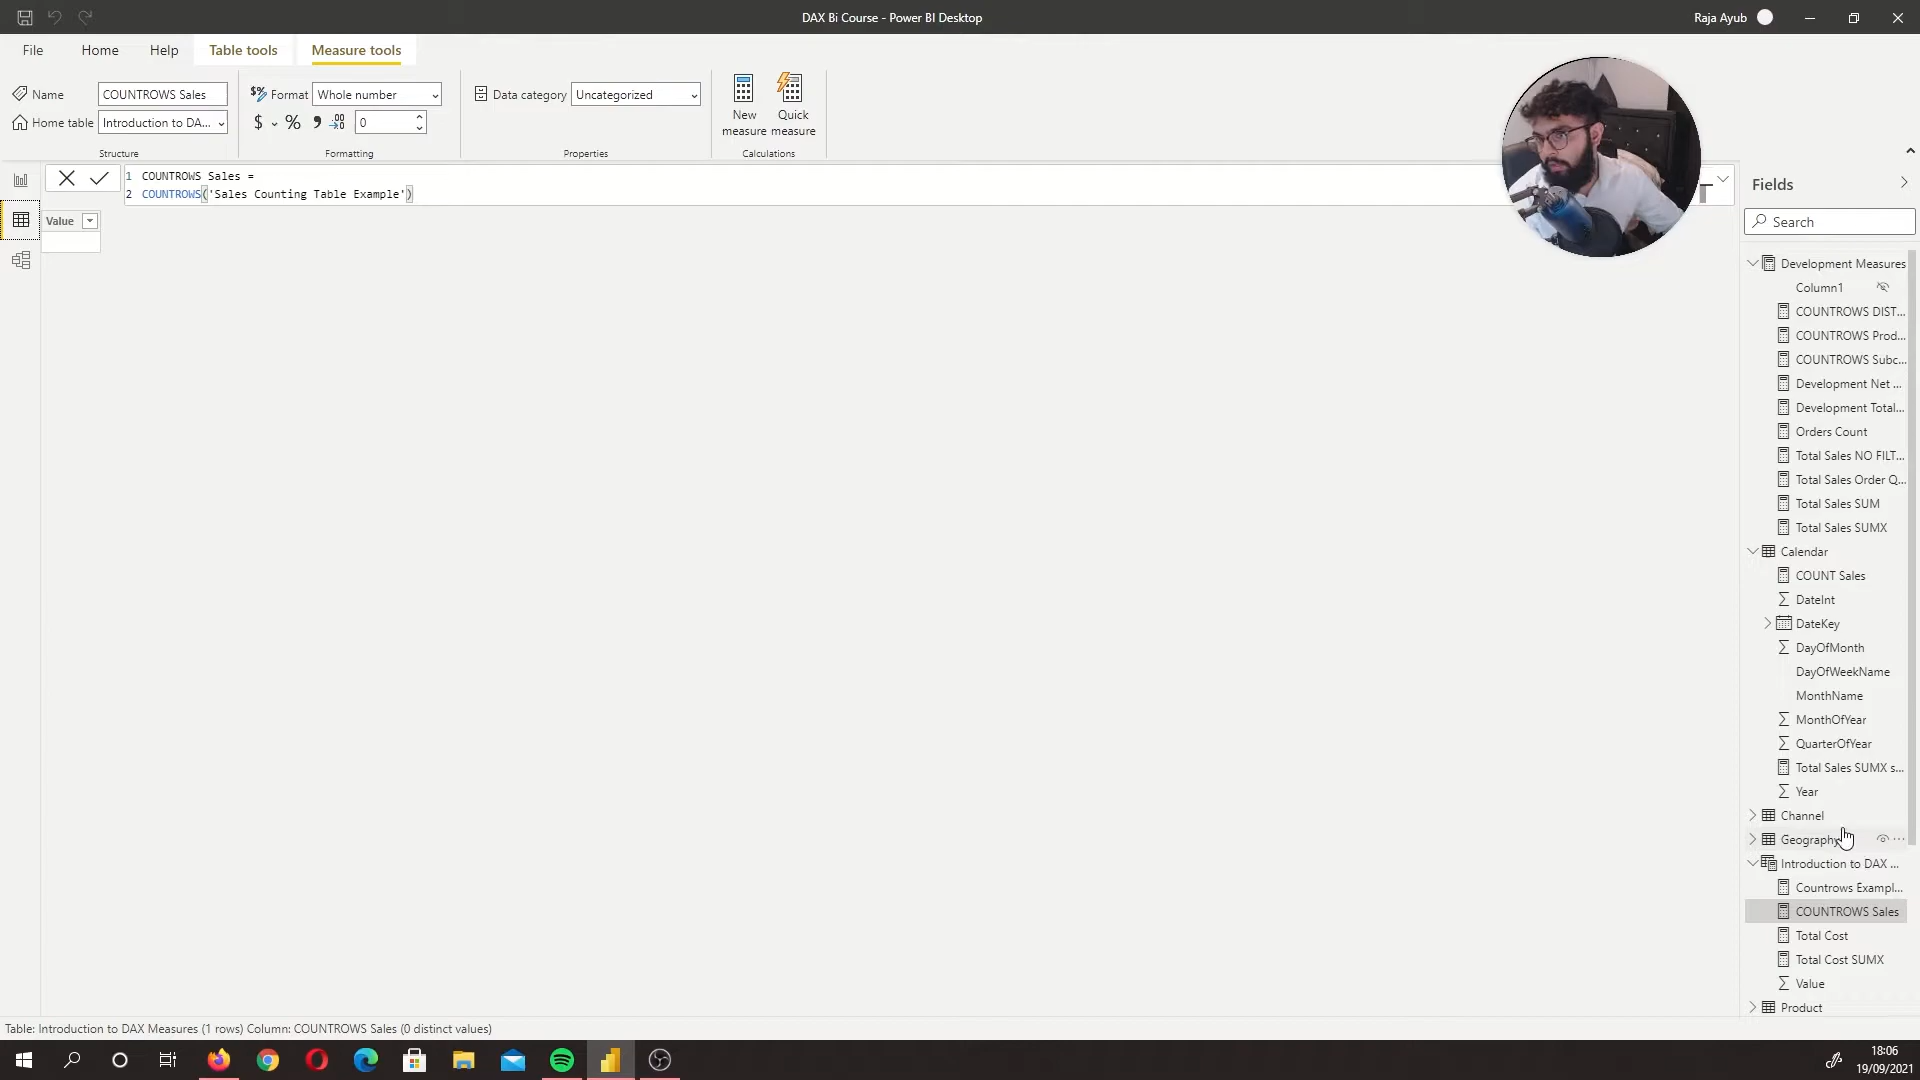 DAX Bi Course - Power BI Desktop
Raja Ayub
File
Home
Help
Table tools
Measure tools
Name
COUNTROWS Sales
Format
Whole number
Data category
Uncategorized
New measure
Quick measure
Home table
Introduction to DA...
$
%
0
Structure
Formatting
Properties
Calculations
1 COUNTROWS Sales =
2 COUNTROWS('Sales Counting Table Example')
Value
Fields
Search
Development Measures
Column1
COUNTROWS DIST...
COUNTROWS Prod...
COUNTROWS Subc...
Development Net ...
Development Total...
Orders Count
Total Sales NO FILT...
Total Sales Order Q...
Total Sales SUM
Total Sales SUMX
Calendar
COUNT Sales
DateInt
DateKey
DayOfMonth
DayOfWeekName
MonthName
MonthOfYear
QuarterOfYear
Total Sales SUMX s...
Year
Channel
Geography
Introduction to DAX ...
Countrows Exampl...
COUNTROWS Sales
Total Cost
Total Cost SUMX
Value
Product
Table: Introduction to DAX Measures (1 rows) Column: COUNTROWS Sales (0 distinct values)
18:06
19/09/2021